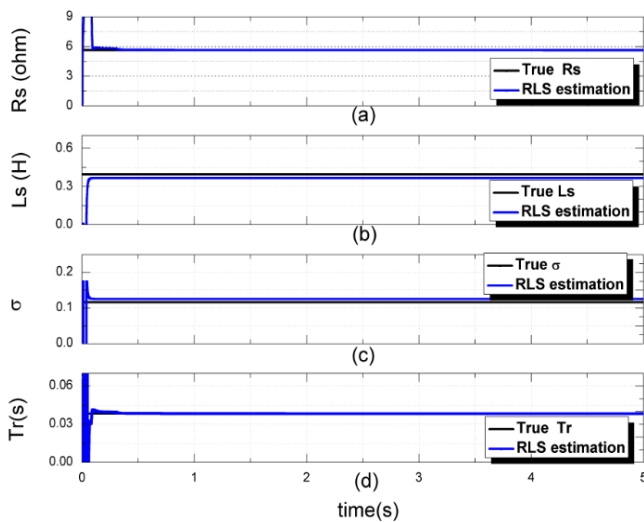 9
6
3
0
Rs (ohm)
True Rs
RLS estimation
(a)
0.6
0.3
0.0
Ls (H)
True Ls
RLS estimation
(b)
0.2
0.1
0.0
σ
True σ
RLS estimation
(c)
0.06
0.03
0.00
Tr(s)
True Tr
RLS estimation
(d)
0 1 2 3 4 5
time(s)